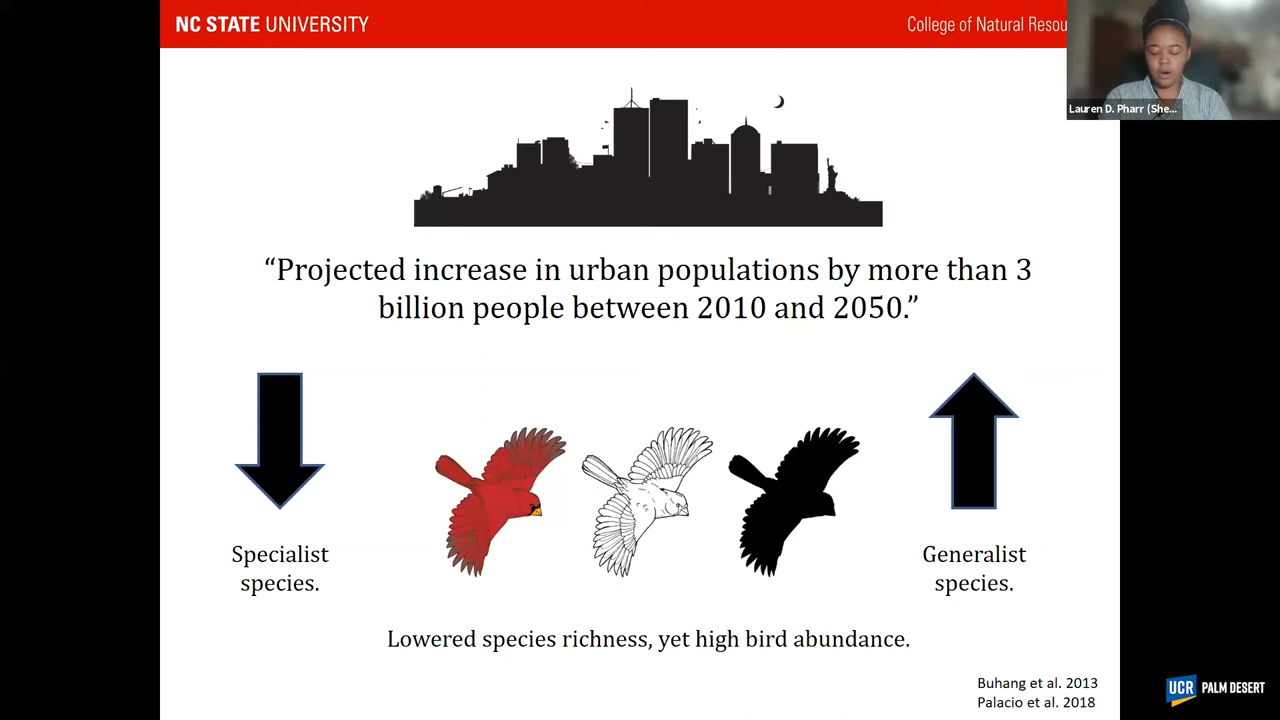 NC STATE UNIVERSITY
College of Natural Resou
Lauren D. Pharr (She...
“Projected increase in urban populations by more than 3
billion people between 2010 and 2050.”
Specialist
species.
Generalist
species.
Lowered species richness, yet high bird abundance.
Buhang et al. 2013
Palacio et al. 2018
UCR PALM DESERT